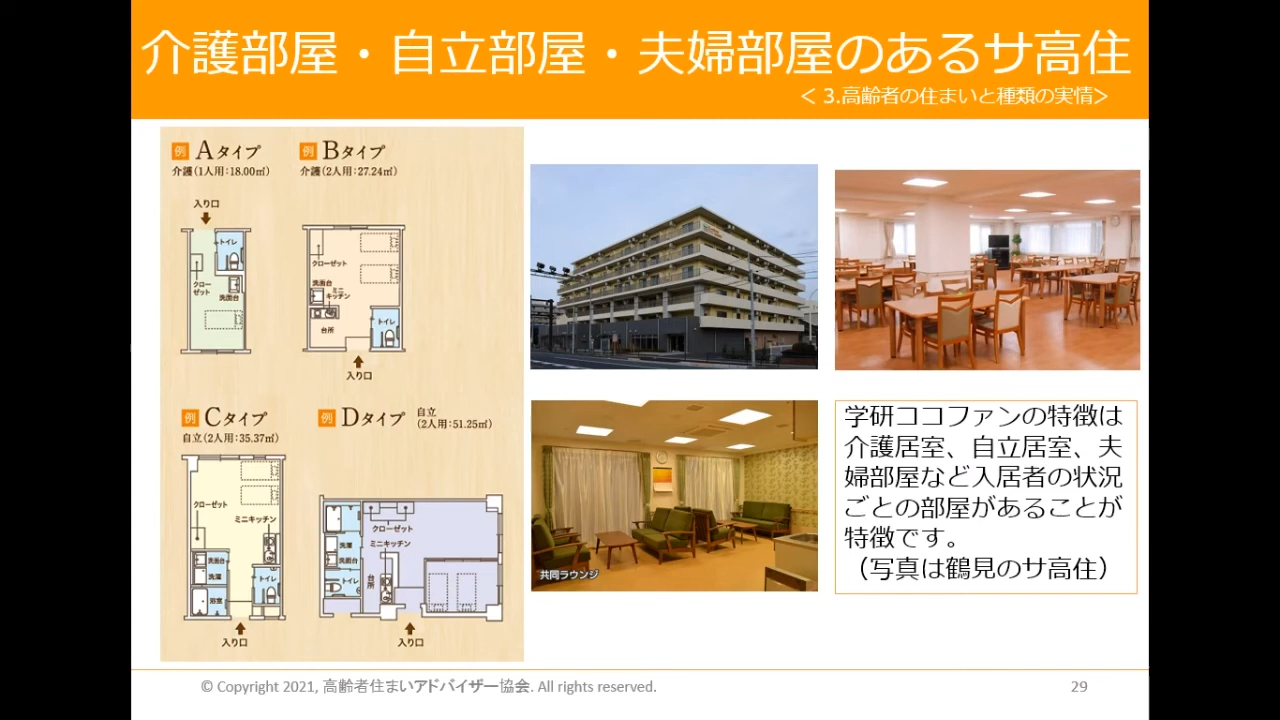 介護部屋・自立部屋・夫婦部屋のあるサ高住
＜ 3.高齢者の住まいと種類の実情＞
例 Aタイプ
介護(1人用:18.00㎡)
入り口
トイレ
クロー
ゼット
洗面台
例 Bタイプ
介護(2人用:27.24㎡)
クローゼット
洗面台
ミニ
キッチン
台所
トイレ
入り口
例 Cタイプ
自立(2人用:35.37㎡)
クローゼット
ミニキッチン
洗面台
洗濯
トイレ
浴室
入り口
例 Dタイプ 自立
(2人用:51.25㎡)
クローゼット
洗濯
ミニキッチン
洗面台
台所
トイレ
入り口
共同ラウンジ
学研ココファンの特徴は
介護居室、自立居室、夫
婦部屋など入居者の状況
ごとの部屋があることが
特徴です。
（写真は鶴見のサ高住）
© Copyright 2021, 高齢者住まいアドバイザー協会. All rights reserved.
29